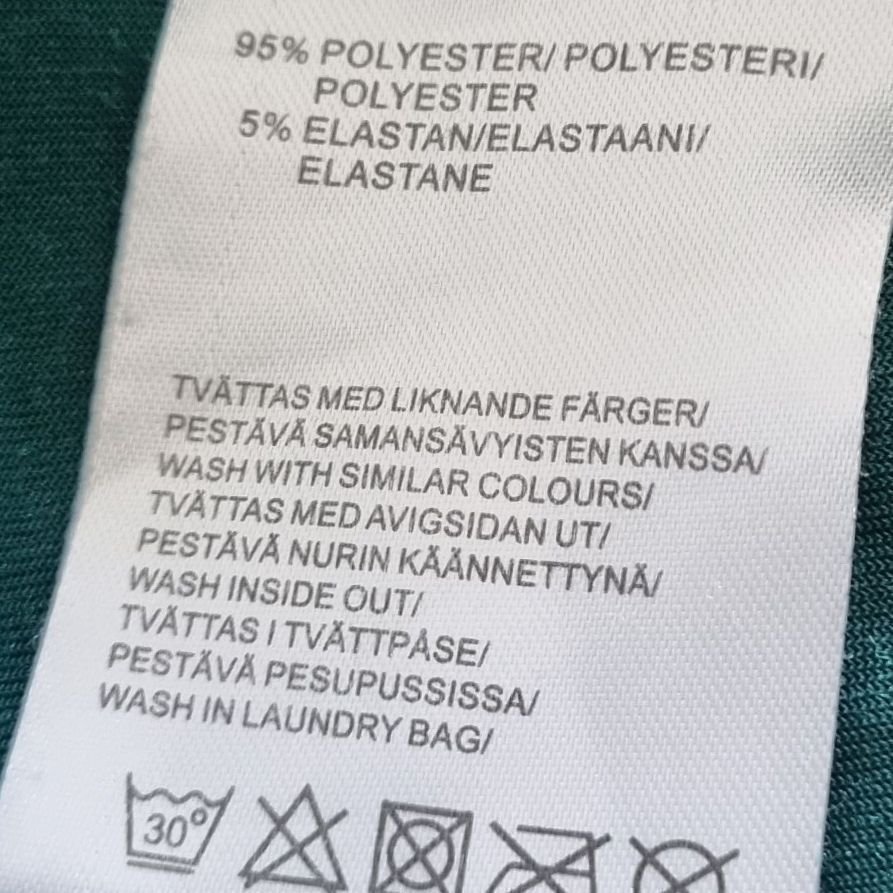 95% POLYESTER/ POLYESTERI/
POLYESTER
5% ELASTAN/ELASTAANI/
ELASTANE
TVÄTTAS MED LIKNANDE FÄRGER/
PESTÄVÄ SAMANSÄVYISTEN KANSSA/
WASH WITH SIMILAR COLOURS/
TVÄTTAS MED AVIGSIDAN UT/
PESTÄVÄ NURIN KÄÄNNETTYNÄ/
WASH INSIDE OUT/
TVÄTTAS I TVÄTTPÅSE/
PESTÄVÄ PESUPUSSISSA/
WASH IN LAUNDRY BAG/
30°